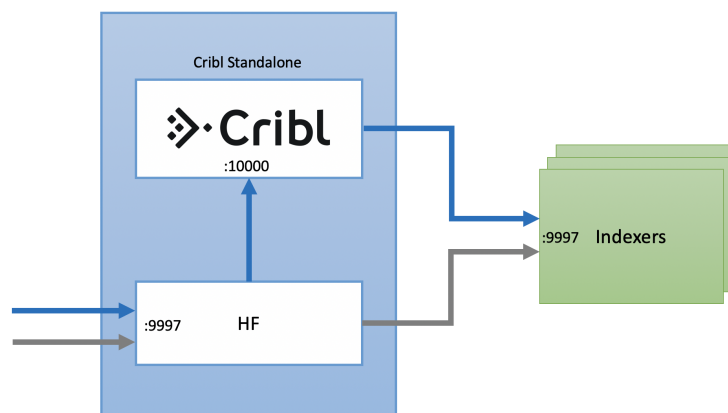 Cribl Standalone
Cribl
:10000
:9997 Indexers
:9997 HF